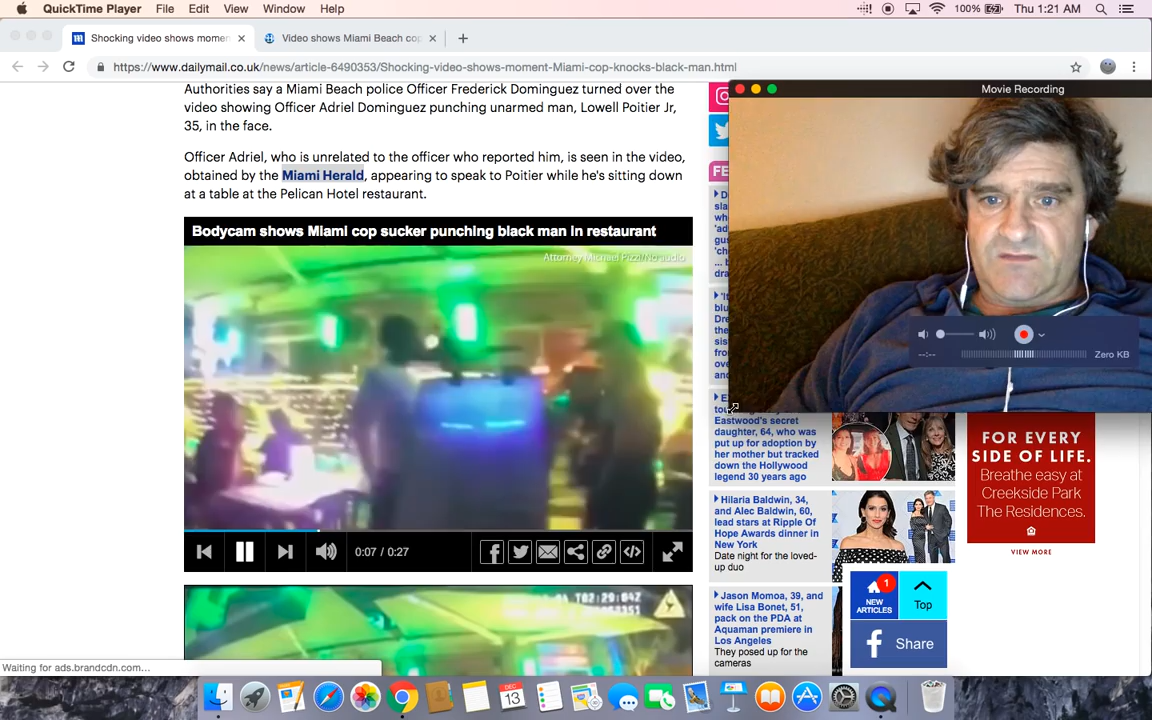 QuickTime Player File Edit View Window Help
100% Thu 1:21 AM
Shocking video shows momen
Video shows Miami Beach cop
https://www.dailymail.co.uk/news/article-6490353/Shocking-video-shows-moment-Miami-cop-knocks-black-man.html
Authorities say a Miami Beach police Officer Frederick Dominguez turned over the
video showing Officer Adriel Dominguez punching unarmed man, Lowell Poitier Jr,
35, in the face.
Officer Adriel, who is unrelated to the officer who reported him, is seen in the video,
obtained by the Miami Herald, appearing to speak to Poitier while he's sitting down
at a table at the Pelican Hotel restaurant.
Bodycam shows Miami cop sucker punching black man in restaurant
Attorney Michael Pizzi/No audio
0:07 / 0:27
Movie Recording
--:--
Zero KB
FE
Eastwood's secret
daughter, 64, who was
put up for adoption by
her mother but tracked
down the Hollywood
legend 30 years ago
Hilaria Baldwin, 34,
and Alec Baldwin, 60,
lead stars at Ripple Of
Hope Awards dinner in
New York
Date night for the loved-
up duo
Jason Momoa, 39, and
wife Lisa Bonet, 51,
pack on the PDA at
Aquaman premiere in
Los Angeles
They posed up for the
cameras
FOR EVERY
SIDE OF LIFE.
Breathe easy at
Creekside Park
The Residences.
VIEW MORE
1
NEW
ARTICLES
Top
Share
Waiting for ads.brandcdn.com...
DEC
13